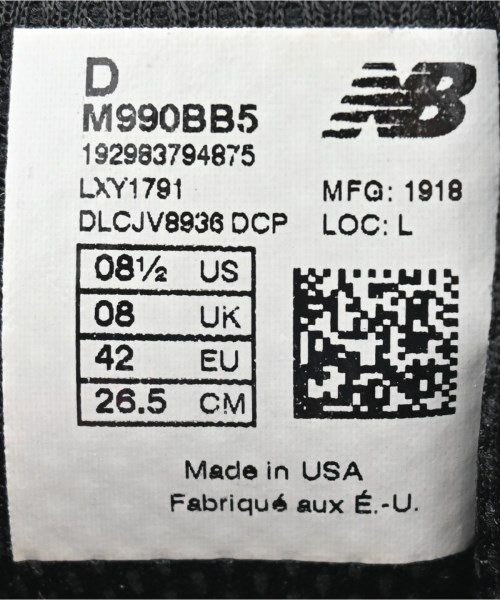 D
M990BB5
192983794875
LXY1791
MFG: 1918
DLCJV8936 DCP
LOC: L
NB
08½ US
08 UK
42 EU
26.5 CM
Made in USA
Fabriqué aux É.-U.